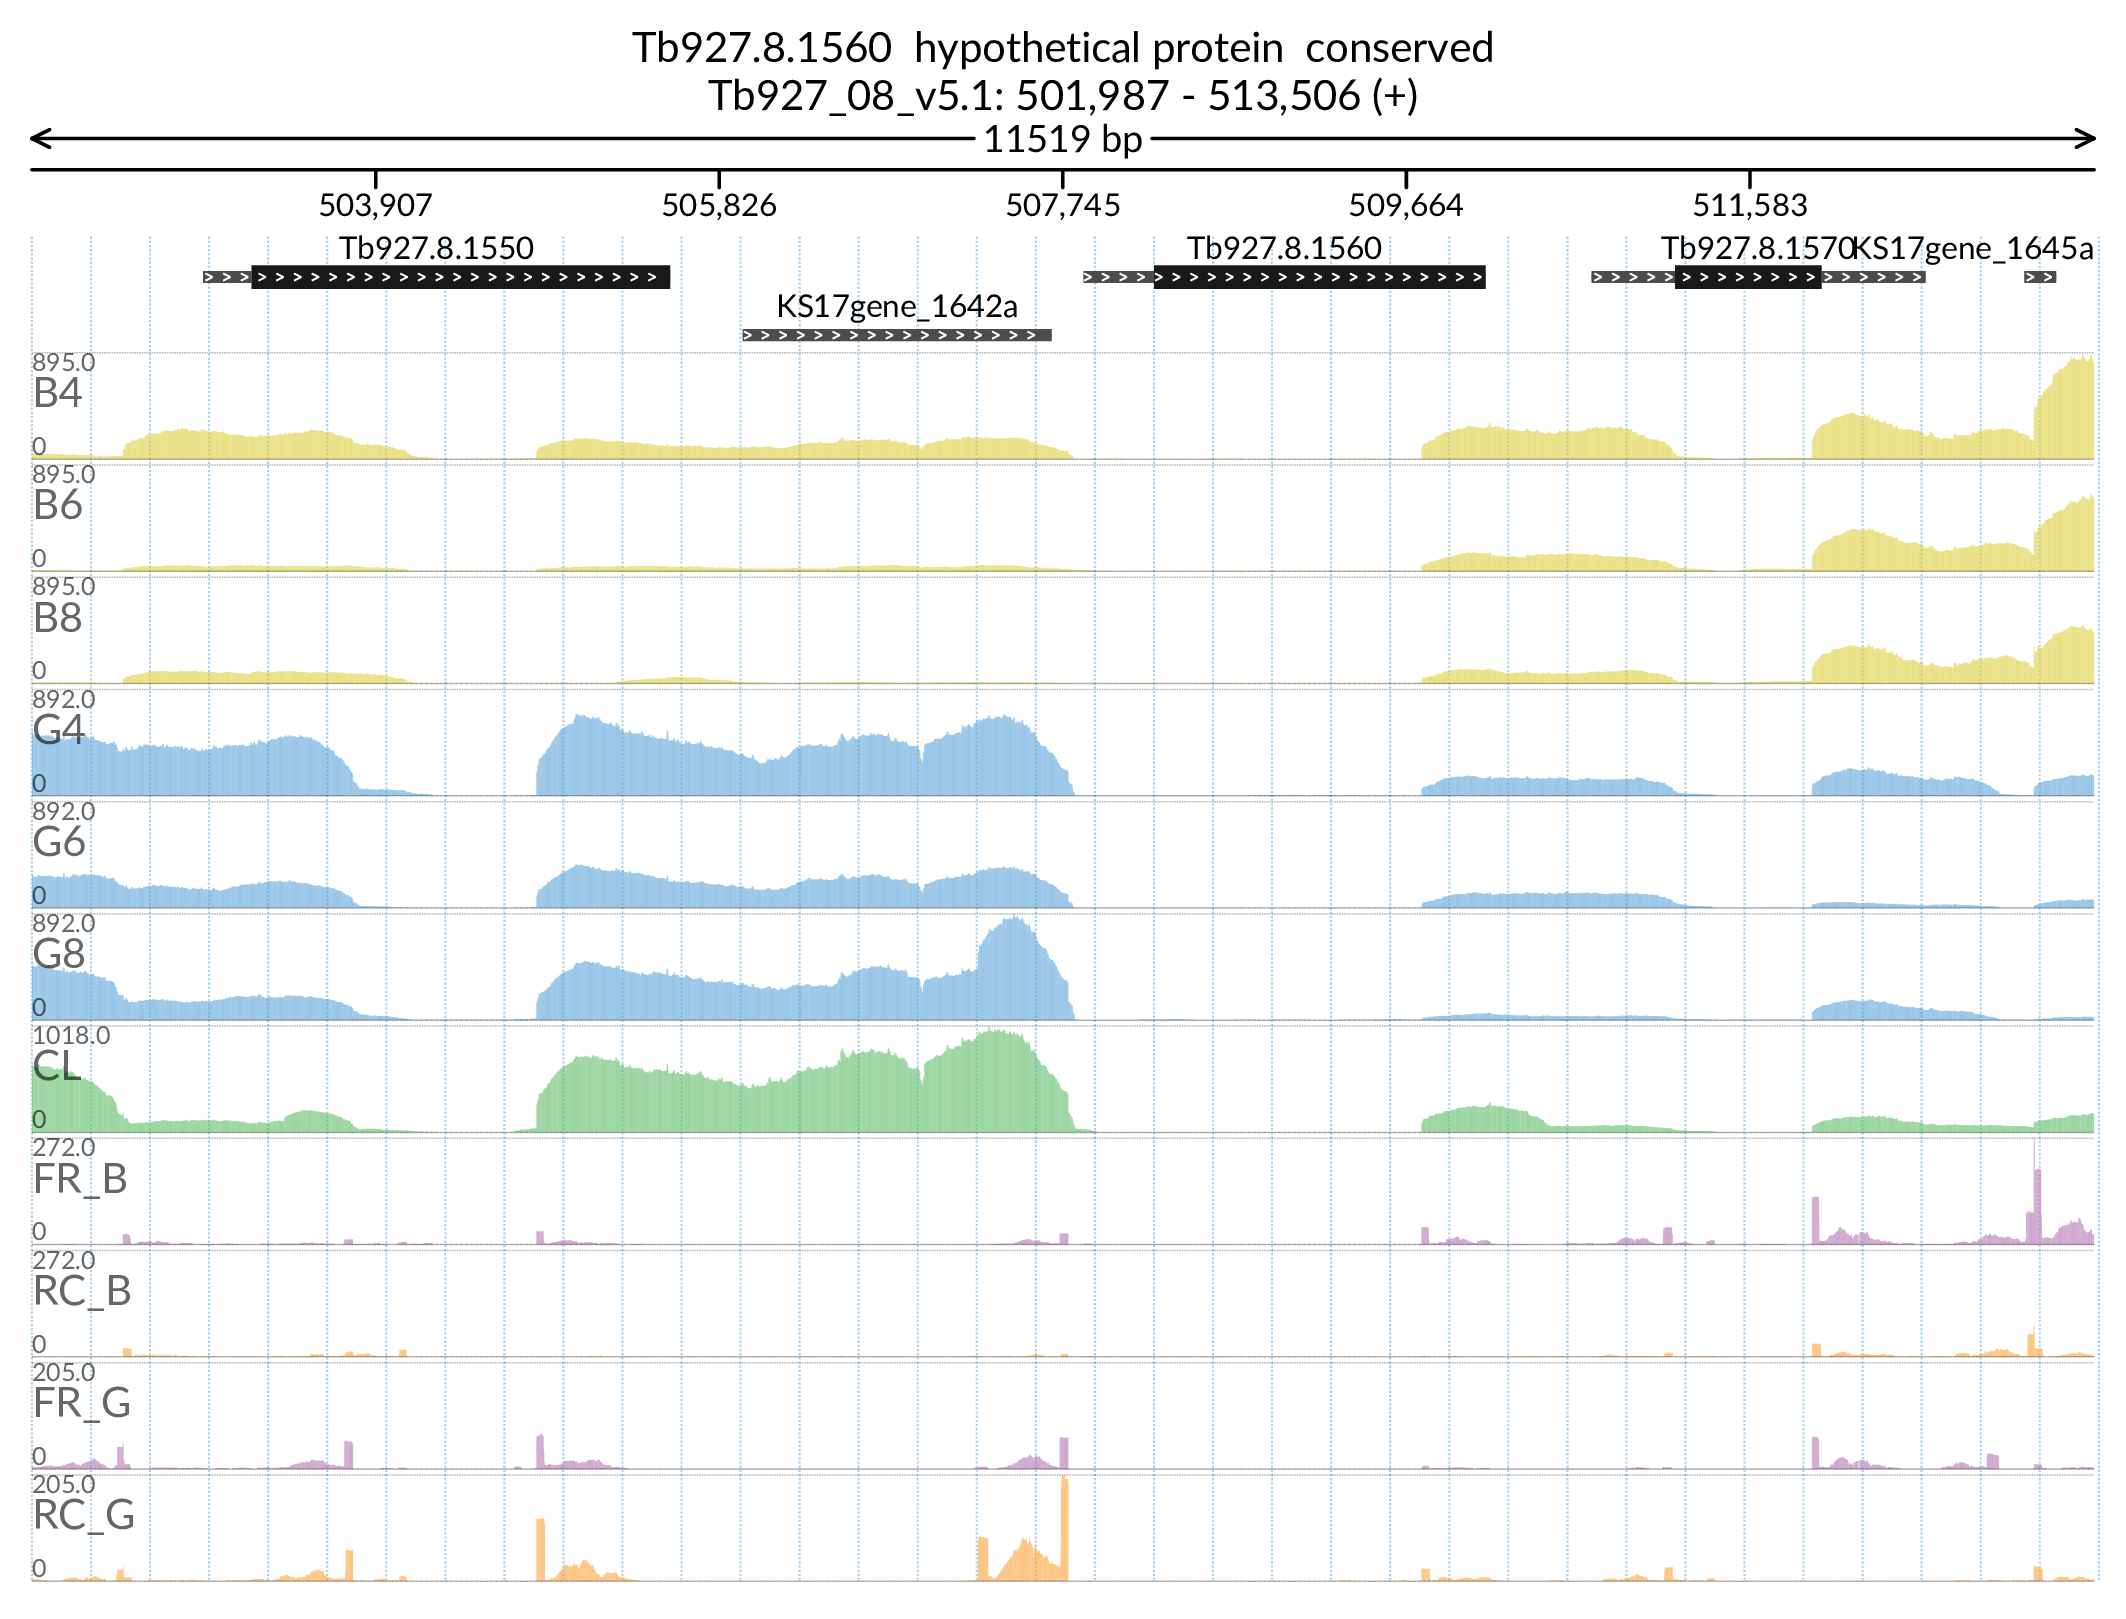 Tb927.8.1560  hypothetical protein  conserved
Tb927_08_v5.1: 501,987 - 513,506 (+)
11519 bp
503,907 505,826 507,745 509,664 511,583
Tb927.8.1550 Tb927.8.1560 Tb927.8.1570 KS17gene_1645a
KS17gene_1642a
895.0
B4
0
895.0
B6
0
895.0
B8
0
892.0
G4
0
892.0
G6
0
892.0
G8
0
1018.0
CL
0
272.0
FR_B
0
272.0
RC_B
0
205.0
FR_G
0
205.0
RC_G
0